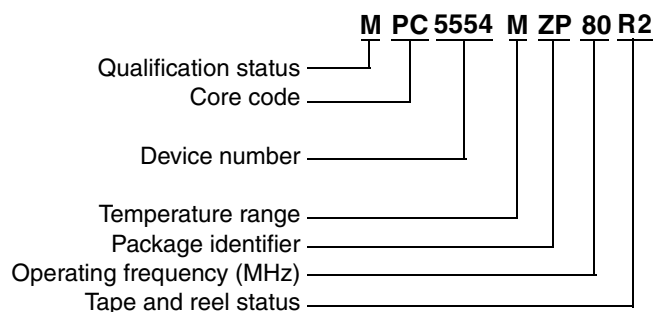 M PC 5554 M ZP 80 R2
Qualification status
Core code
Device number
Temperature range
Package identifier
Operating frequency (MHz)
Tape and reel status